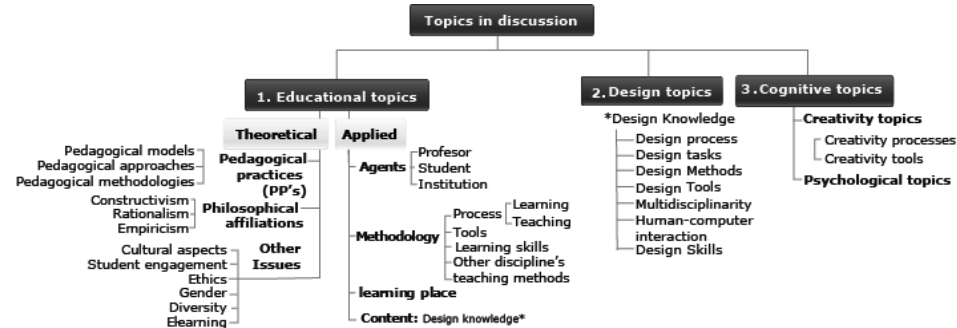 Topics in discussion
1. Educational topics
2. Design topics
3. Cognitive topics
Theoretical
Applied
Pedagogical models
Pedagogical approaches
Pedagogical methodologies
Pedagogical
practices
(PP's)
Constructivism
Rationalism
Empiricism
Philosophical
affiliations
Cultural aspects
Student engagement
Ethics
Gender
Diversity
Elearning
Other
Issues
Agents
Profesor
Student
Institution
Methodology
Process
Learning
Teaching
Tools
Learning skills
Other discipline's
teaching methods
learning place
Content: Design knowledge*
*Design Knowledge
Design process
Design tasks
Design Methods
Design Tools
Multidisciplinarity
Human-computer
interaction
Design Skills
Creativity topics
Creativity processes
Creativity tools
Psychological topics